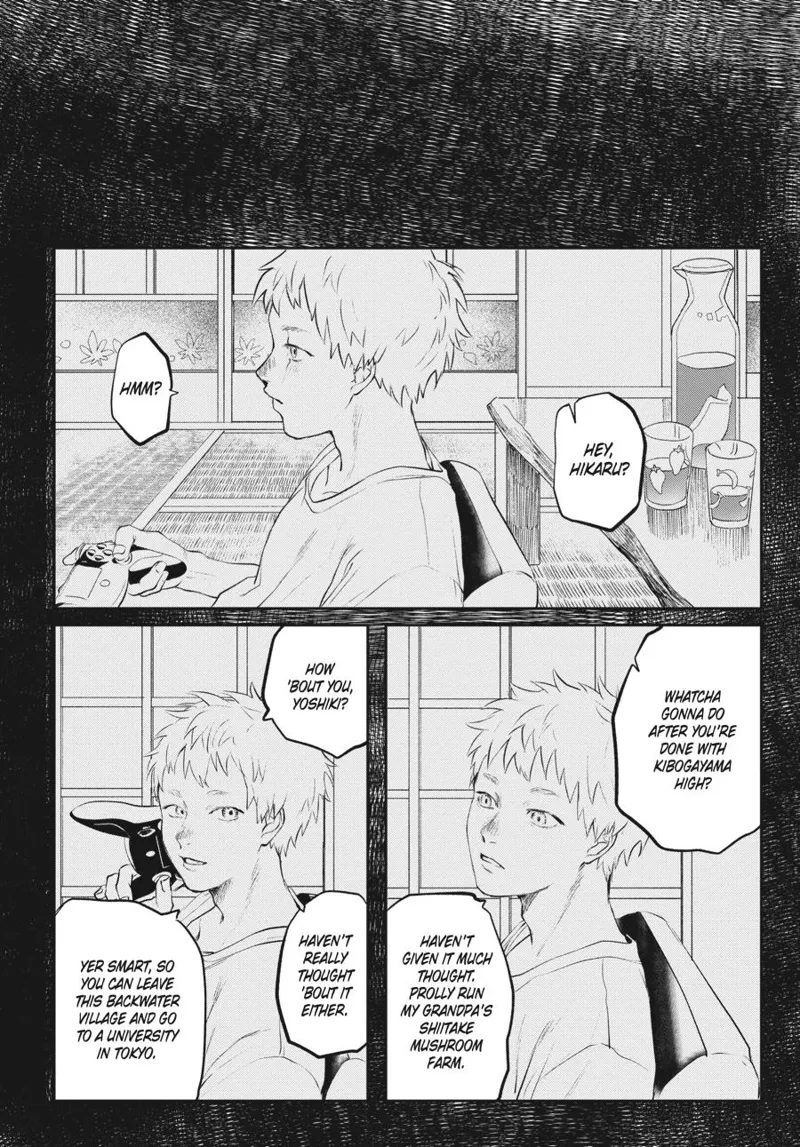 HEY,
HIKARU?
HMM?
WHATCHA
GONNA DO
AFTER YOU'RE
DONE WITH
KIBOGAYAMA
HIGH?
HAVEN'T
GIVEN IT MUCH
THOUGHT.
PROLLY RUN
MY GRANDPA'S
SHIITAKE
MUSHROOM
FARM.
HOW
'BOUT YOU,
YOSHIKI?
HAVEN'T
REALLY
THOUGHT
'BOUT IT
EITHER.
YER SMART, SO
YOU CAN LEAVE
THIS BACKWATER
VILLAGE AND GO
TO A UNIVERSITY
IN TOKYO.